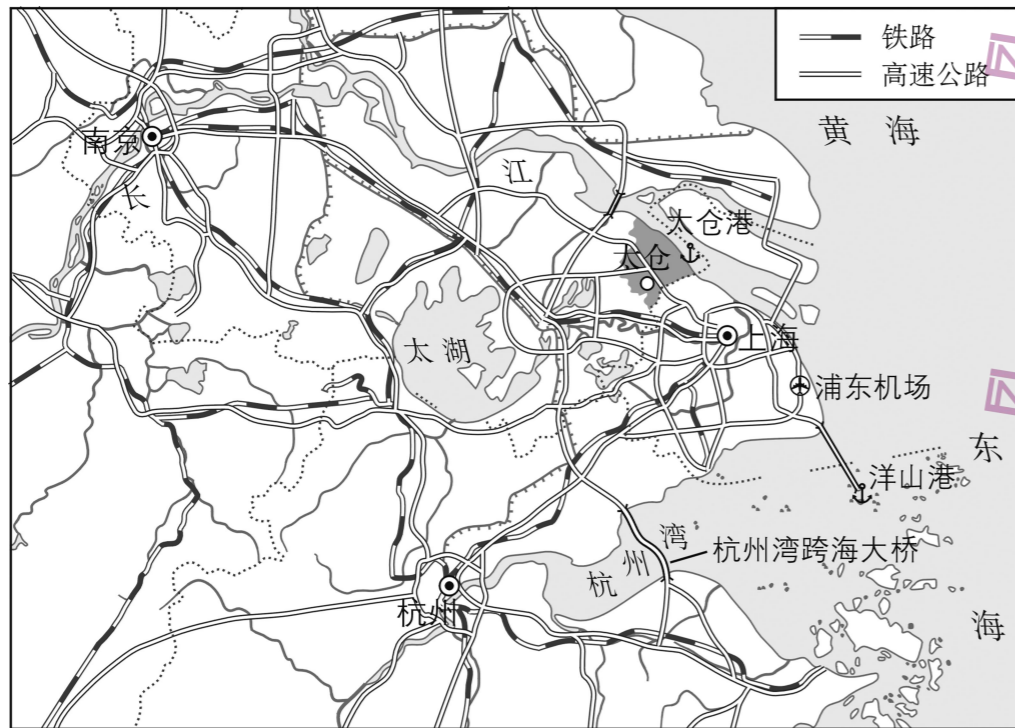 铁路
高速公路
黄海
南京
长
江
太仓港
太仓
上海
太湖
浦东机场
东
洋山港
杭州湾
杭州湾跨海大桥
杭州
海